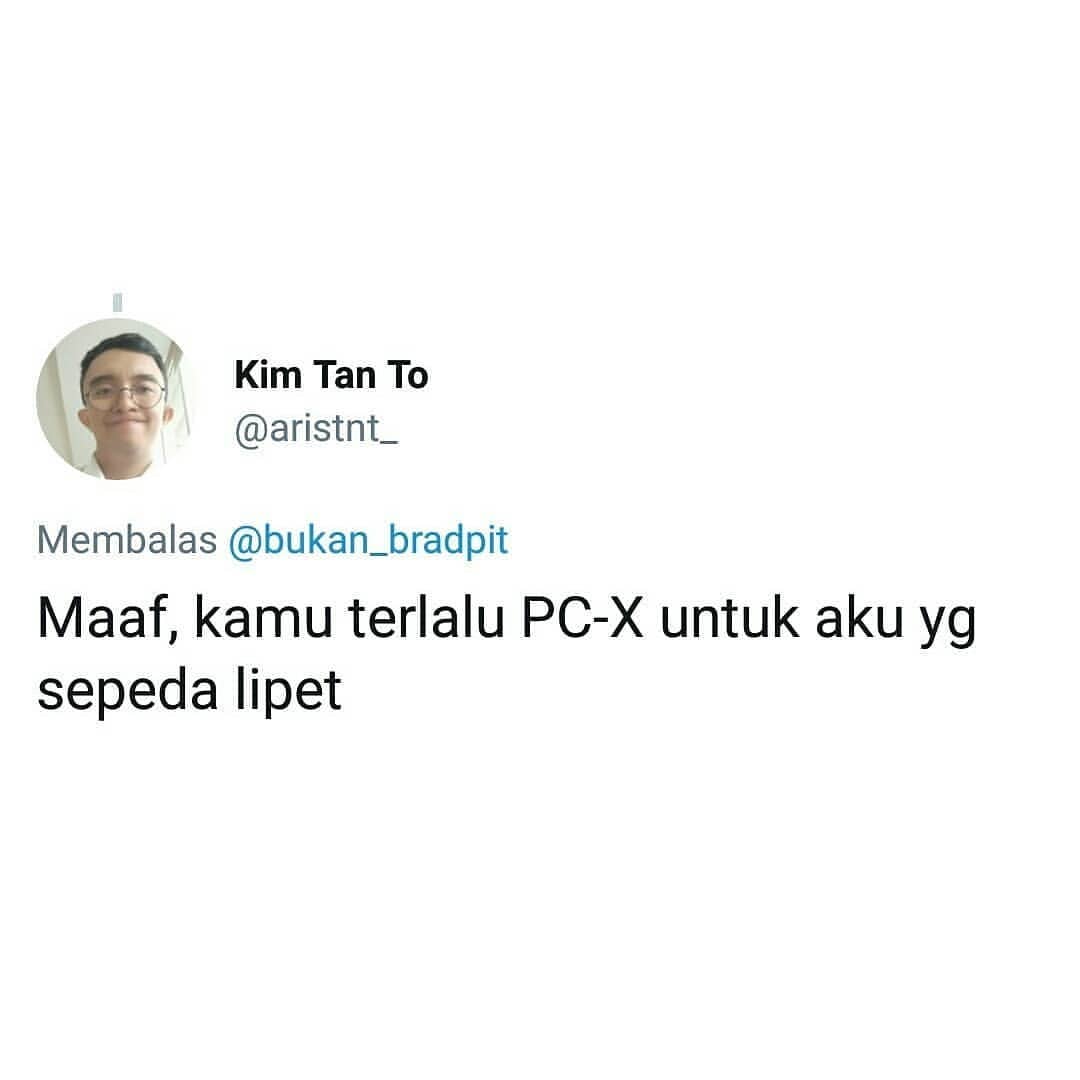 Kim Tan To
@aristnt_
Membalas @bukan_bradpit
Maaf, kamu terlalu PC-X untuk aku yg
sepeda lipet